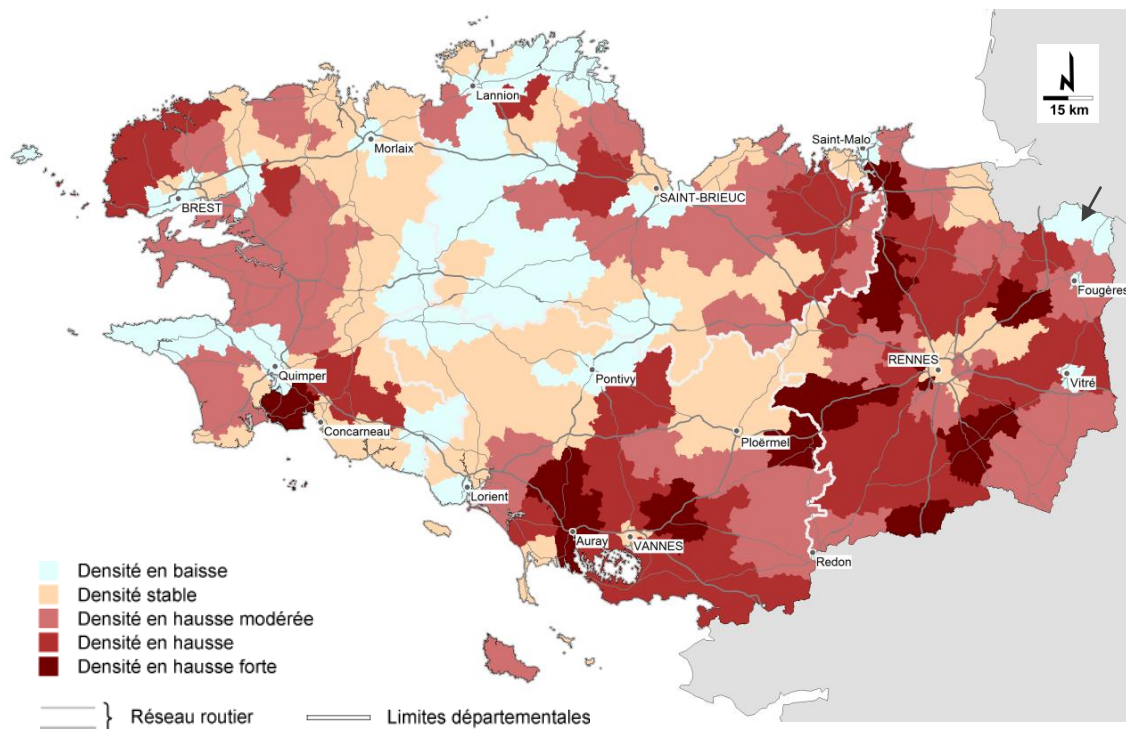 15 km
Lannion
Morlaix
Saint-Malo
BREST
SAINT-BRIEUC
Fougères
RENNES
Quimper
Pontivy
Vitré
Concarneau
Ploërmel
Lorient
Auray
VANNES
Redon
Densité en baisse
Densité stable
Densité en hausse modérée
Densité en hausse
Densité en hausse forte
Réseau routier
Limites départementales